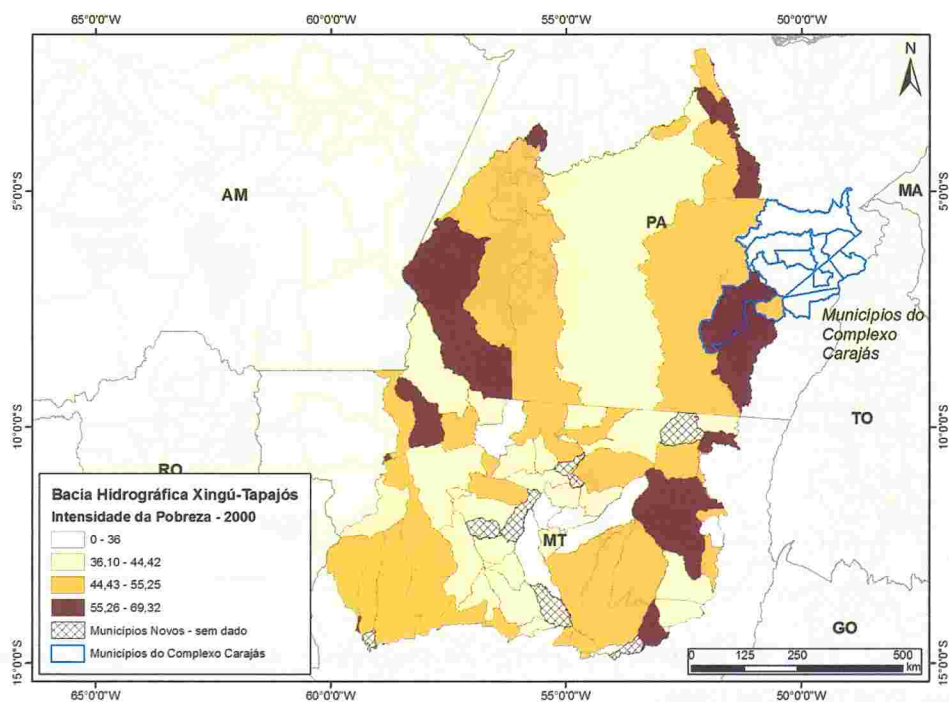 65°0'0"W 60°0'0"W 55°0'0"W 50°0'0"W
N
5°0'0"S 5°0'0"S
AM
PA
MA
Municípios do
Complexo
Carajás
10°0'0"S 10°0'0"S
TO
RO
MT
GO
15°0'0"S 15°0'0"S
Bacia Hidrográfica Xingú-Tapajós
Intensidade da Pobreza - 2000
0 - 36
36,10 - 44,42
44,43 - 55,25
55,26 - 69,32
Municípios Novos - sem dado
Municípios do Complexo Carajás
0 125 250 500
km
65°0'0"W 60°0'0"W 55°0'0"W 50°0'0"W